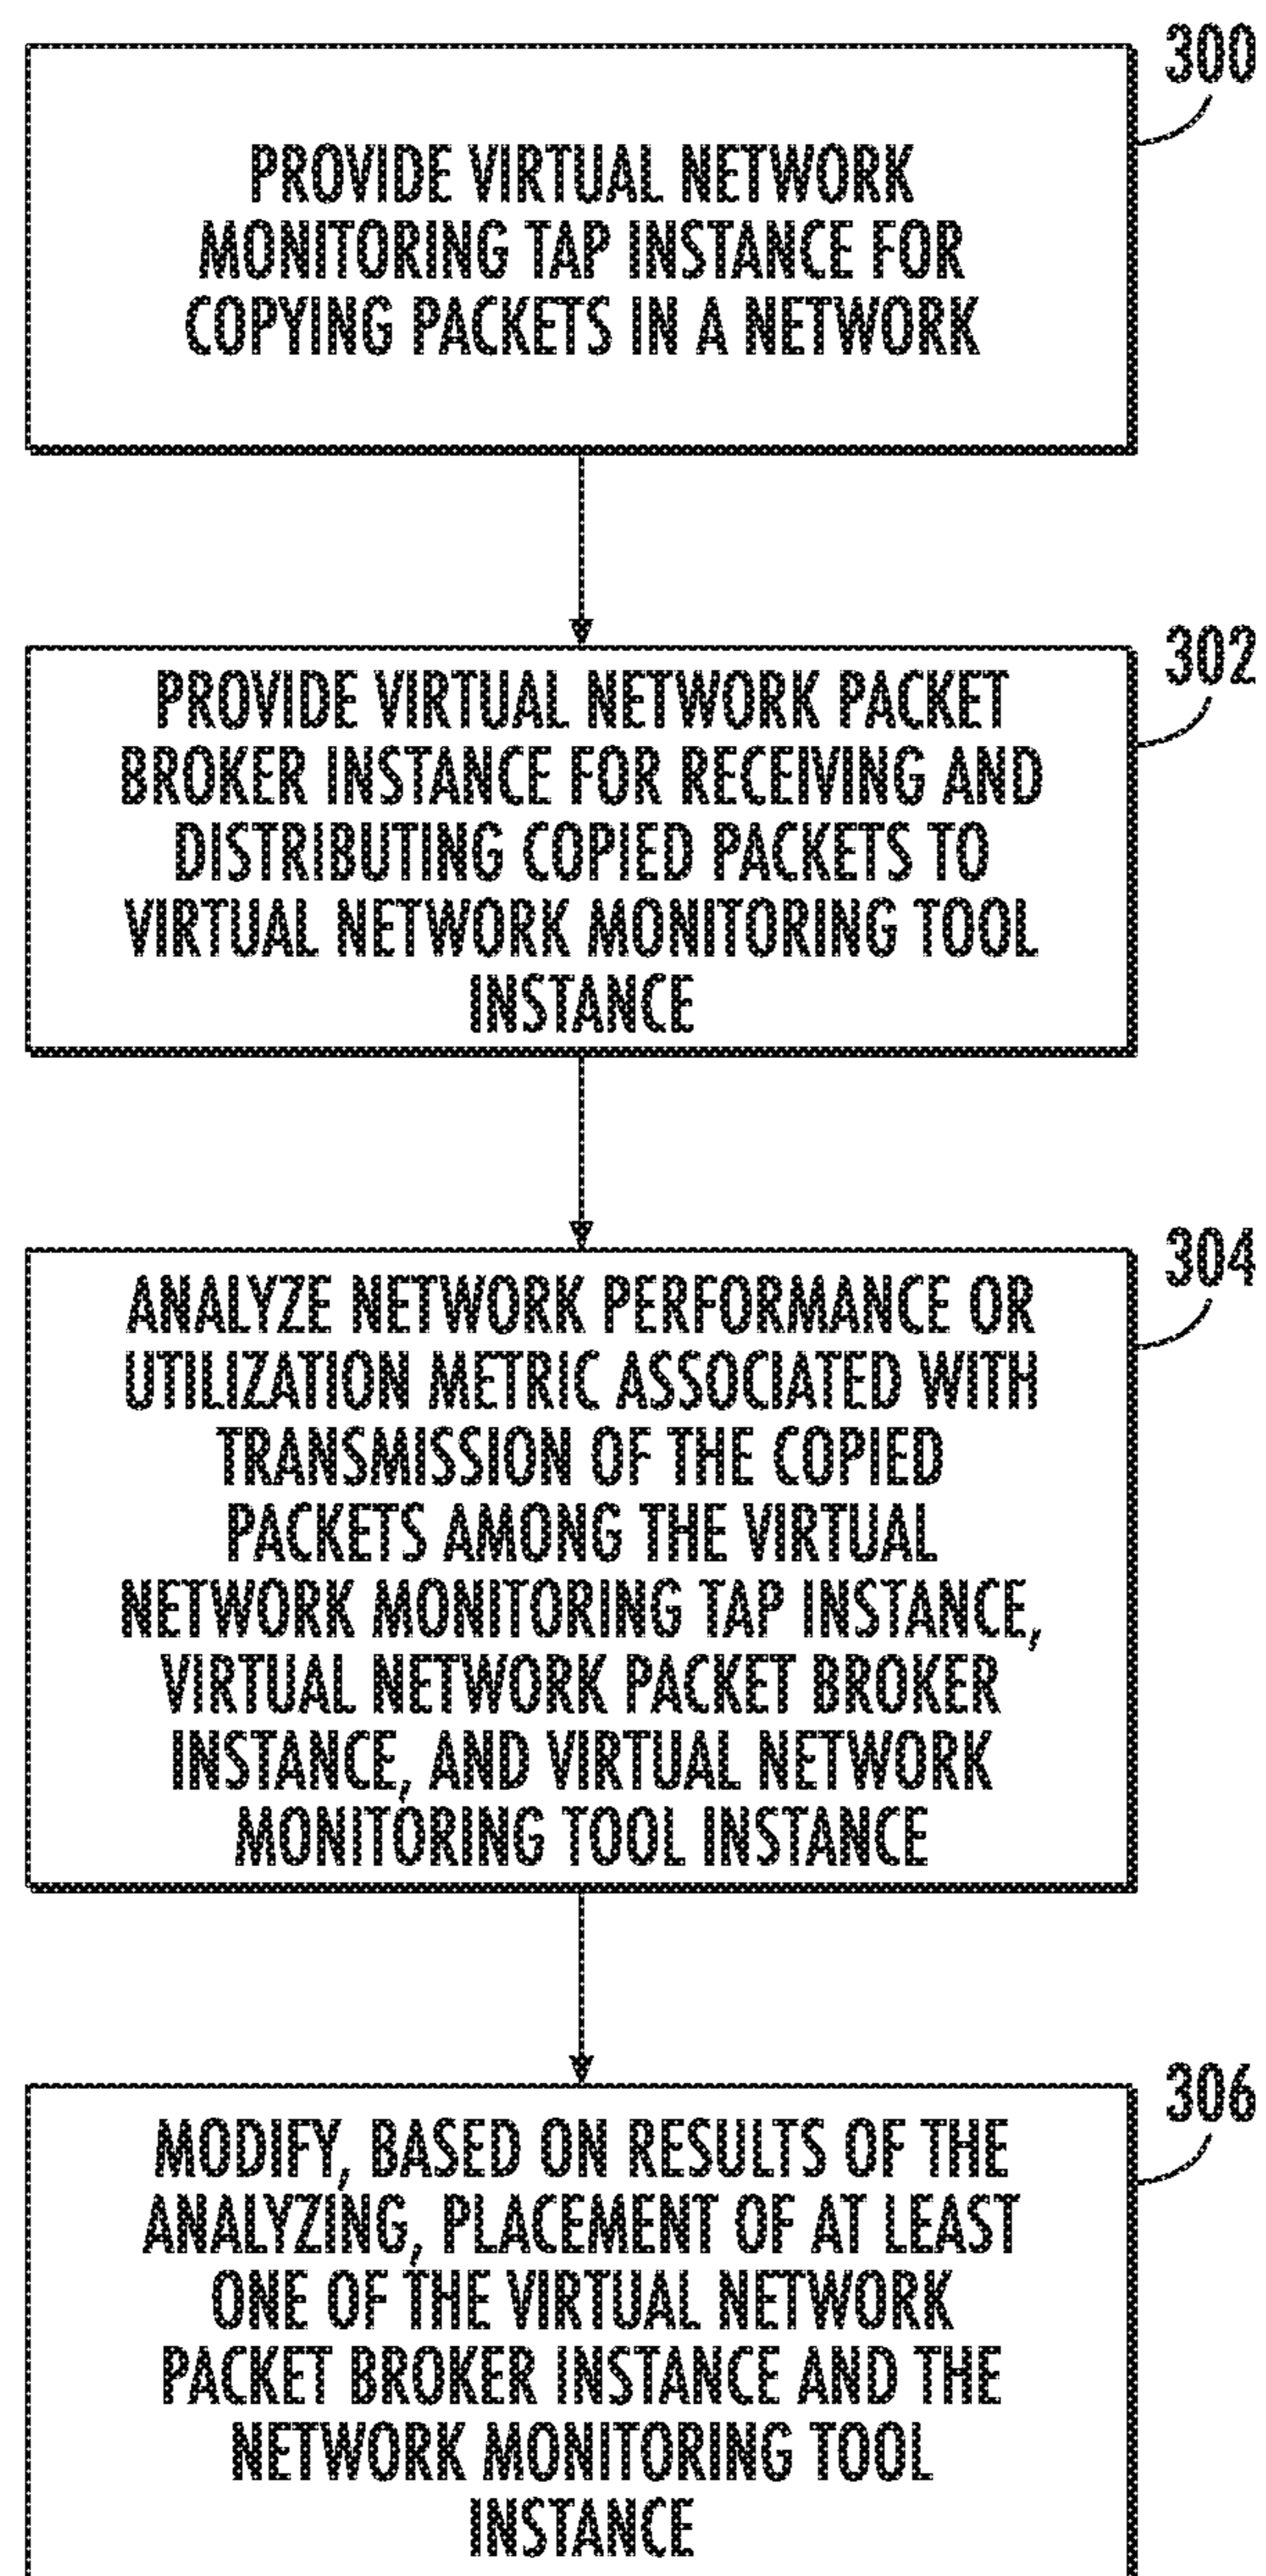 300
PROVIDE VIRTUAL NETWORK
MONITORING TAP INSTANCE FOR
COPYING PACKETS IN A NETWORK
302
PROVIDE VIRTUAL NETWORK PACKET
BROKER INSTANCE FOR RECEIVING AND
DISTRIBUTING COPIED PACKETS TO
VIRTUAL NETWORK MONITORING TOOL
INSTANCE
304
ANALYZE NETWORK PERFORMANCE OR
UTILIZATION METRIC ASSOCIATED WITH
TRANSMISSION OF THE COPIED
PACKETS AMONG THE VIRTUAL
NETWORK MONITORING TAP INSTANCE,
VIRTUAL NETWORK PACKET BROKER
INSTANCE, AND VIRTUAL NETWORK
MONITORING TOOL INSTANCE
306
MODIFY, BASED ON RESULTS OF THE
ANALYZING, PLACEMENT OF AT LEAST
ONE OF THE VIRTUAL NETWORK
PACKET BROKER INSTANCE AND THE
NETWORK MONITORING TOOL
INSTANCE